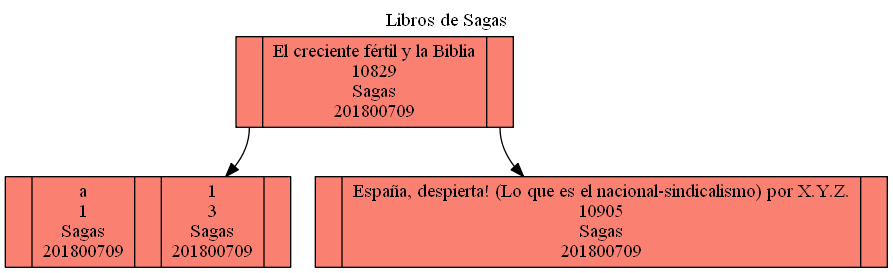 Libros de Sagas
El creciente fértil y la Biblia
10829
Sagas
201800709
a
1
Sagas
201800709
1
3
Sagas
201800709
España, despierta! (Lo que es el nacional-sindicalismo) por X.Y.Z.
10905
Sagas
201800709